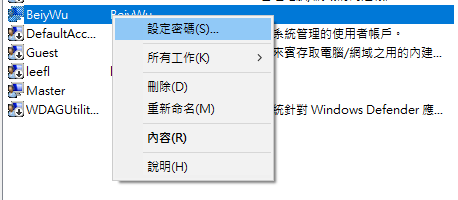 BeiyWu BeiyWu
設定密碼(S)...
DefaultAcc... 系統管理的使用者帳戶。
所有工作(K)
Guest 來賓存取電腦/網域之用的內建...
leefl
刪除(D)
Master
重新命名(M)
WDAGUtilit... 統針對 Windows Defender 應...
內容(R)
說明(H)